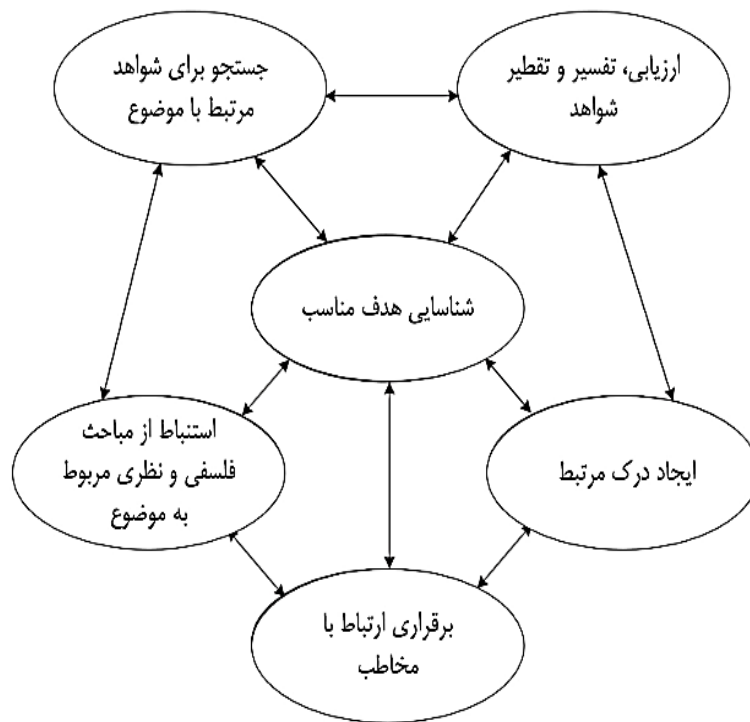 ارزیابی، تفسیر و تقطیر
شواهد
جستجو برای شواهد
مرتبط با موضوع
شناسایی هدف مناسب
ایجاد درک مرتبط
استنباط از مباحث
فلسفی و نظری مربوط
به موضوع
برقراری ارتباط با
مخاطب